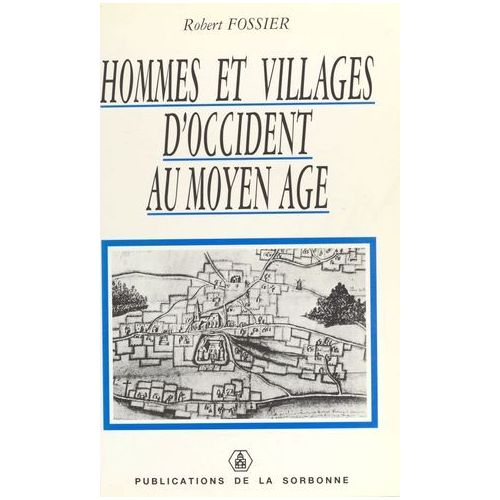 Robert FOSSIER
HOMMES ET VILLAGES
D'OCCIDENT
AU MOYEN AGE
PUBLICATIONS DE LA SORBONNE